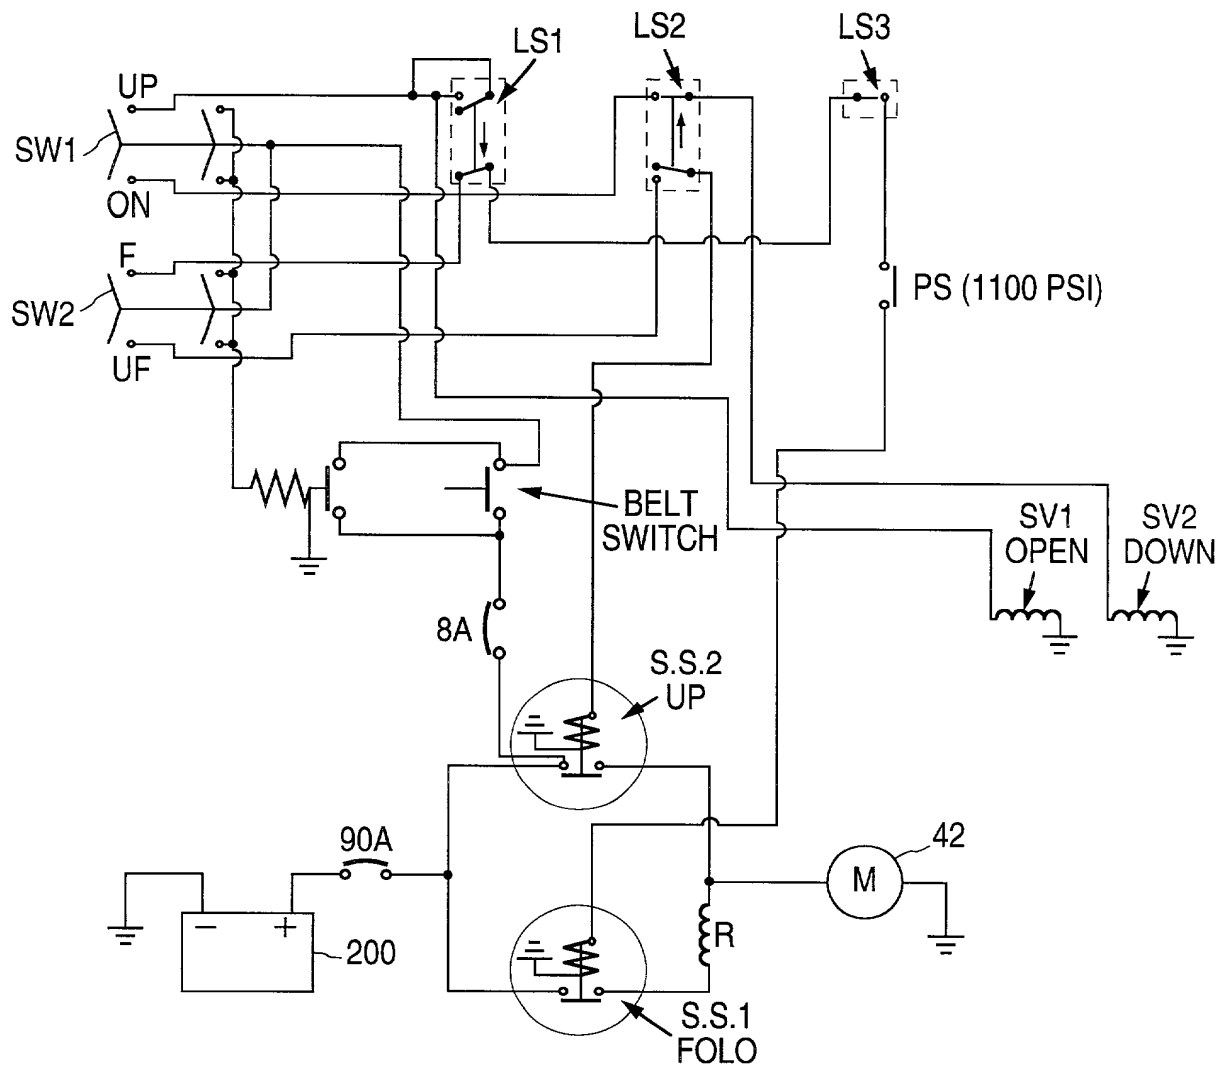 LS1
LS2
LS3
UP
SW1
ON
F
SW2
UF
PS (1100 PSI)
BELT
SWITCH
SV1
OPEN
SV2
DOWN
8A
S.S.2
UP
90A
42
M
R
− +
200
S.S.1
FOLO